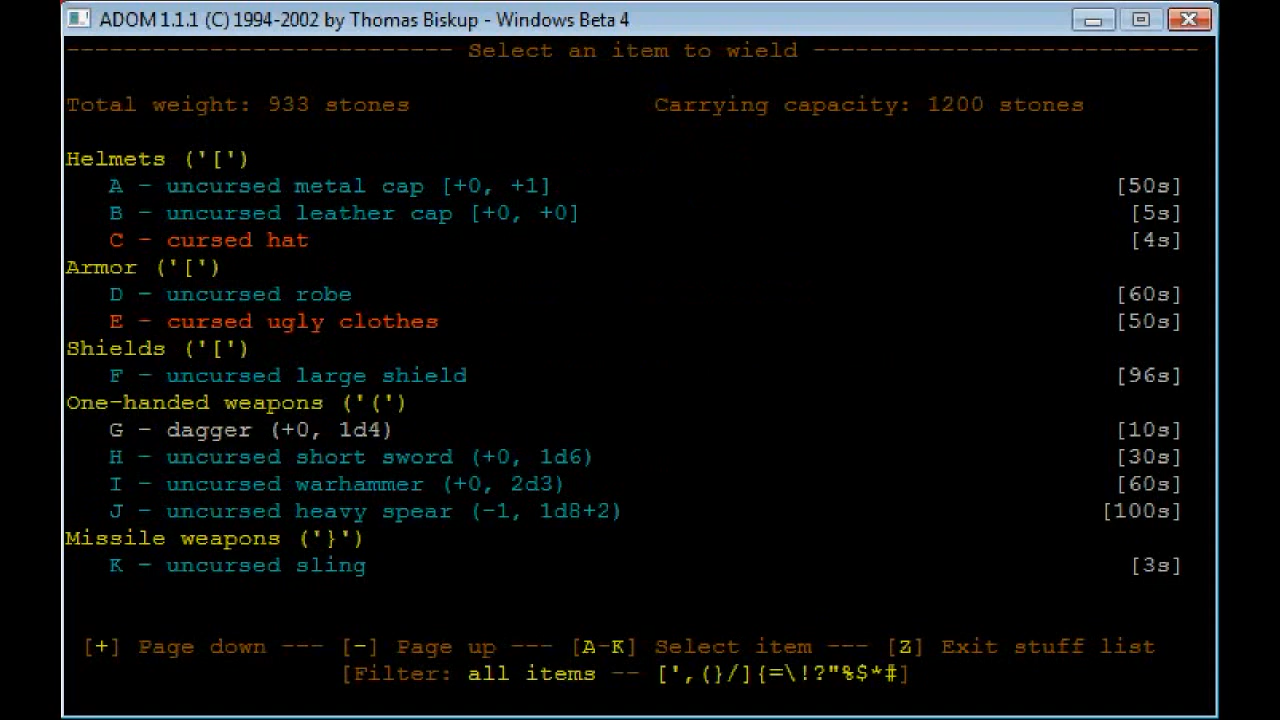 ADOM 1.1.1 (C) 1994-2002 by Thomas Biskup - Windows Beta 4
--------------------------- Select an item to wield ---------------------------
Total weight: 933 stones Carrying capacity: 1200 stones
Helmets ('[')
A - uncursed metal cap [+0, +1] [50s]
B - uncursed leather cap [+0, +0] [5s]
C - cursed hat [4s]
Armor ('[')
D - uncursed robe [60s]
E - cursed ugly clothes [50s]
Shields ('[')
F - uncursed large shield [96s]
One-handed weapons ('(')
G - dagger (+0, 1d4) [10s]
H - uncursed short sword (+0, 1d6) [30s]
I - uncursed warhammer (+0, 2d3) [60s]
J - uncursed heavy spear (-1, 1d8+2) [100s]
Missile weapons ('}')
K - uncursed sling [3s]
[+] Page down --- [-] Page up --- [A-K] Select item --- [Z] Exit stuff list
[Filter: all items -- [',(}/]{=\!?"%$*#]